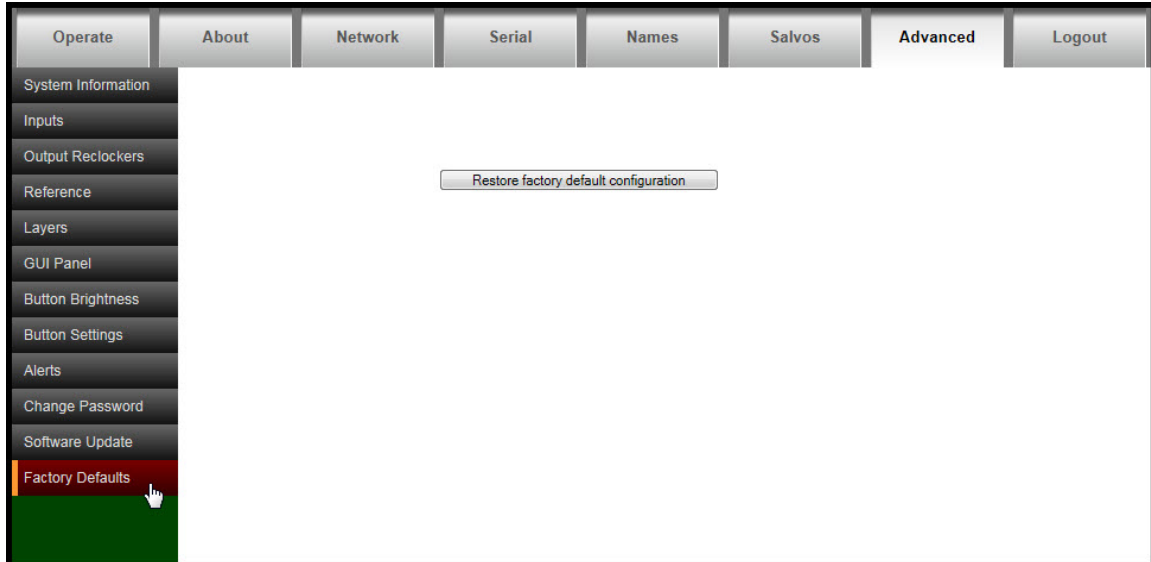 Operate About Network Serial Names Salvos Advanced Logout
System Information
Inputs
Output Reclockers
Restore factory default configuration
Reference
Layers
GUI Panel
Button Brightness
Button Settings
Alerts
Change Password
Software Update
Factory Defaults